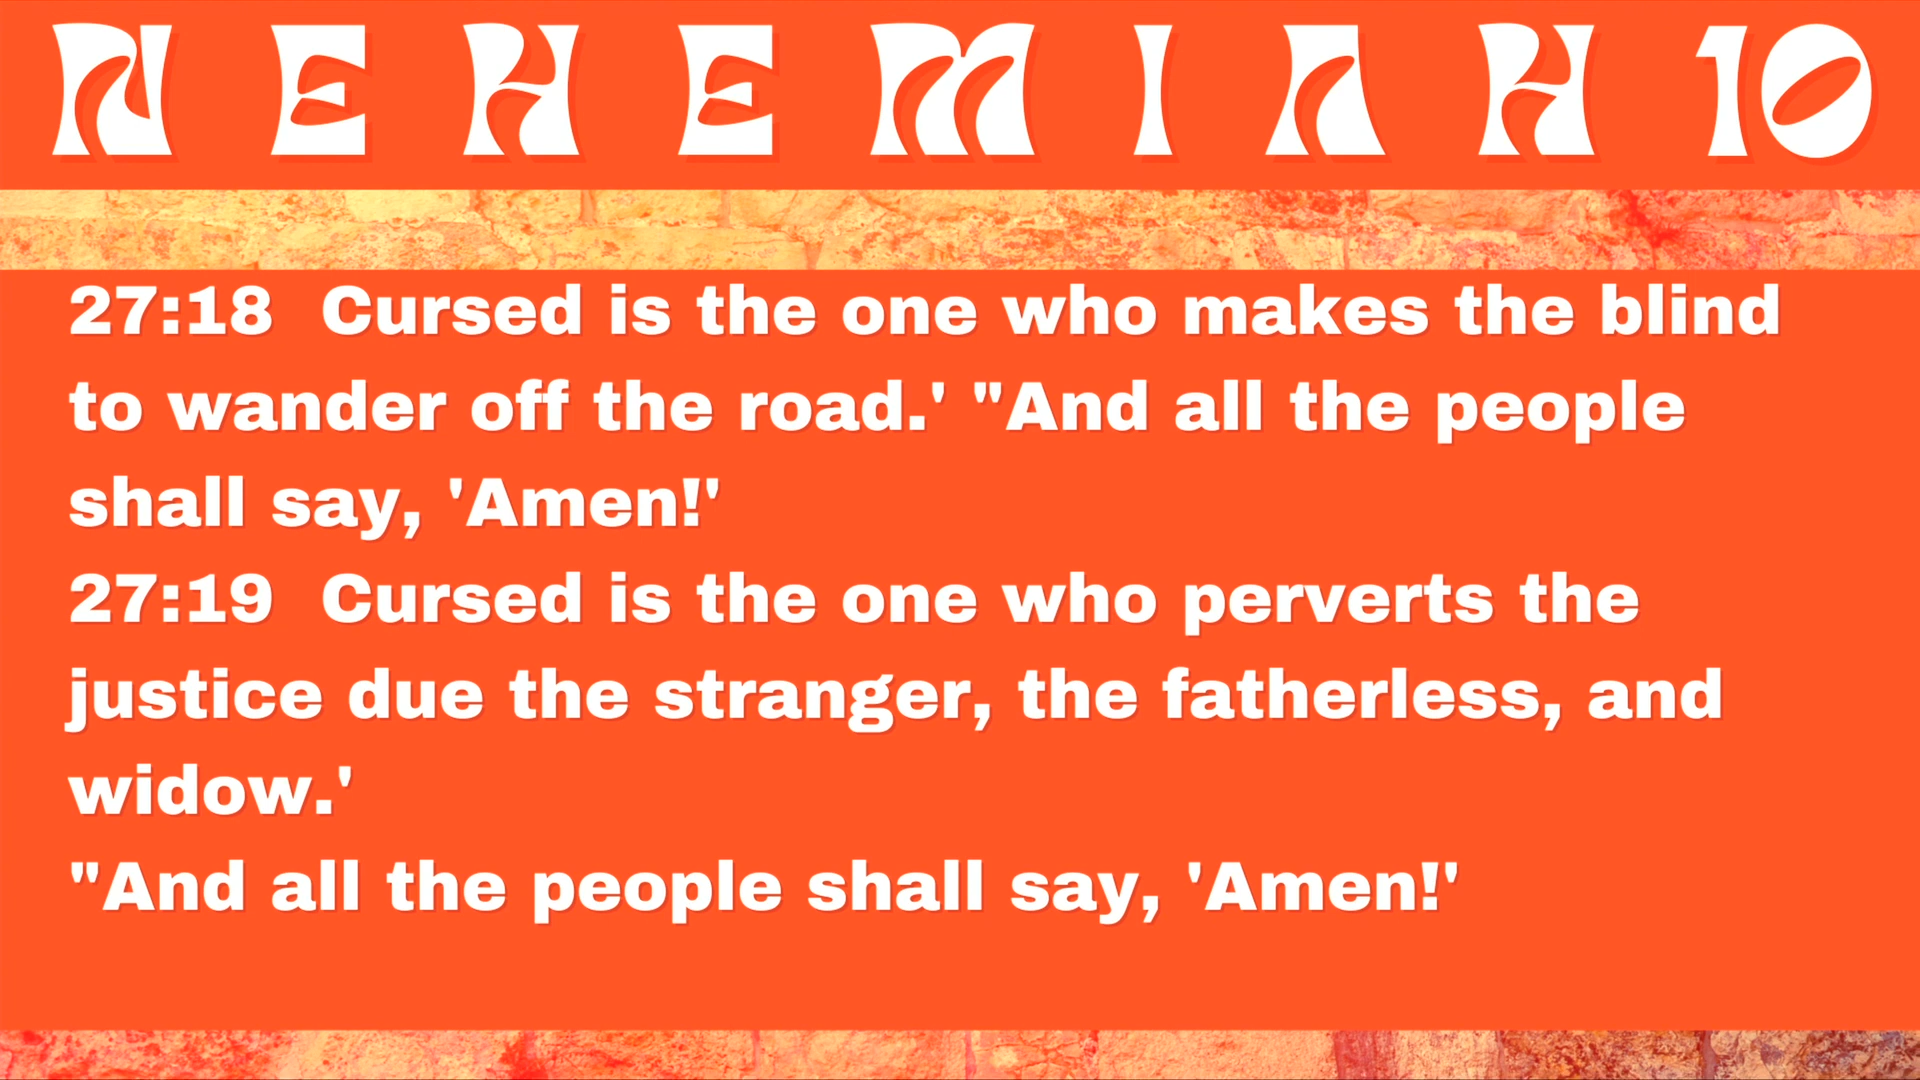 NEHEMIAH 10
27:18  Cursed is the one who makes the blind
to wander off the road.' "And all the people
shall say, 'Amen!'
27:19  Cursed is the one who perverts the
justice due the stranger, the fatherless, and
widow.'
"And all the people shall say, 'Amen!'